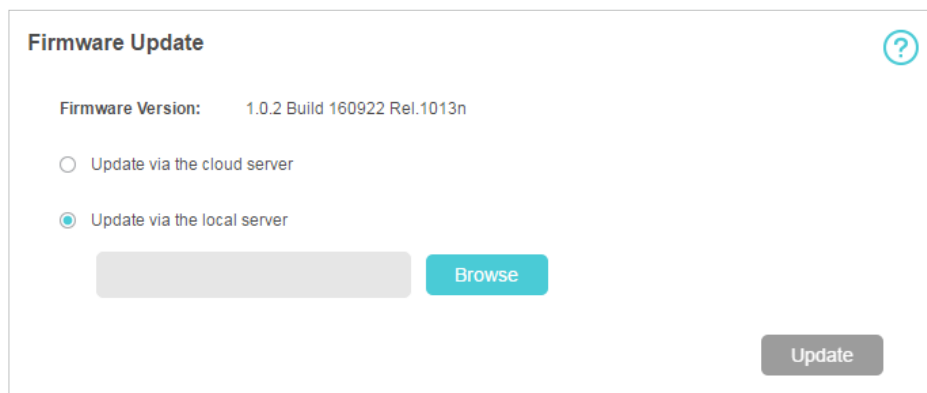 Firmware Update
?
Firmware Version: 1.0.2 Build 160922 Rel.1013n
Update via the cloud server
Update via the local server
Browse
Update